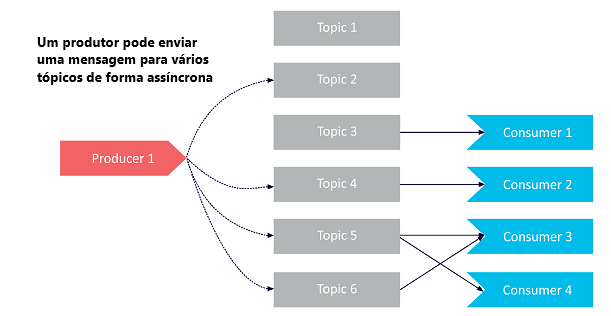 Um produtor pode enviar
uma mensagem para vários
tópicos de forma assíncrona
Topic 1
Topic 2
Topic 3
Consumer 1
Producer 1
Topic 4
Consumer 2
Topic 5
Consumer 3
Topic 6
Consumer 4